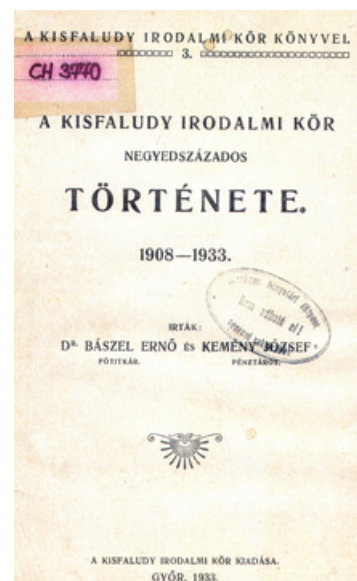 A KISFALUDY IRODALMI KÖR KÖNYVEI.
3.
CH 3770
A KISFALUDY IRODALMI KÖR
NEGYEDSZÁZADOS
TÖRTÉNETE.
1908—1933.
IRTÁK:
DR. BÁSZEL ERNŐ ÉS KEMÉNY JÓZSEF
FŐTITKÁR. PÉNZTÁROS.
A KISFALUDY IRODALMI KÖR KIADÁSA.
GYŐR, 1933.